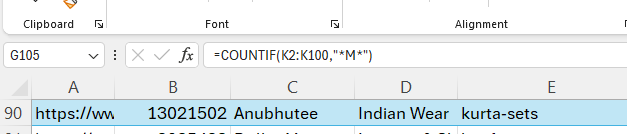 Clipboard Font Alignment
G105 fx =COUNTIF(K2:K100,"*M*")
A B C D E
90 https://ww 13021502 Anubhutee Indian Wear kurta-sets